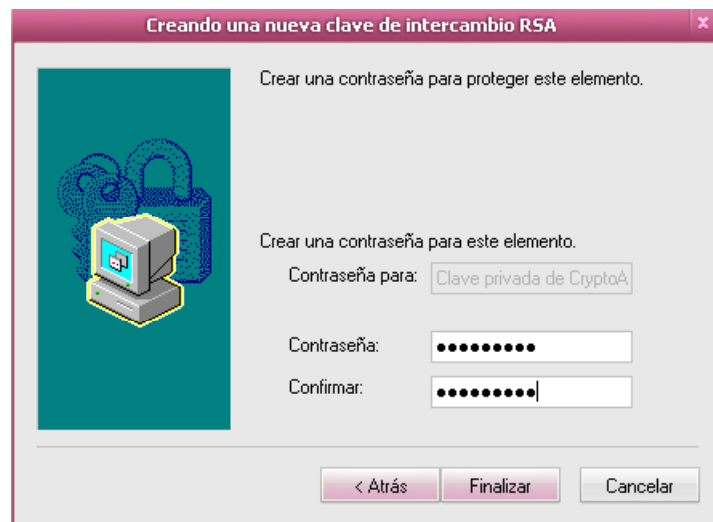 Creando una nueva clave de intercambio RSA
Crear una contraseña para proteger este elemento.
Crear una contraseña para este elemento.
Contraseña para: Clave privada de CryptoA
Contraseña: ●●●●●●●●●
Confirmar: ●●●●●●●●●
< Atrás Finalizar Cancelar